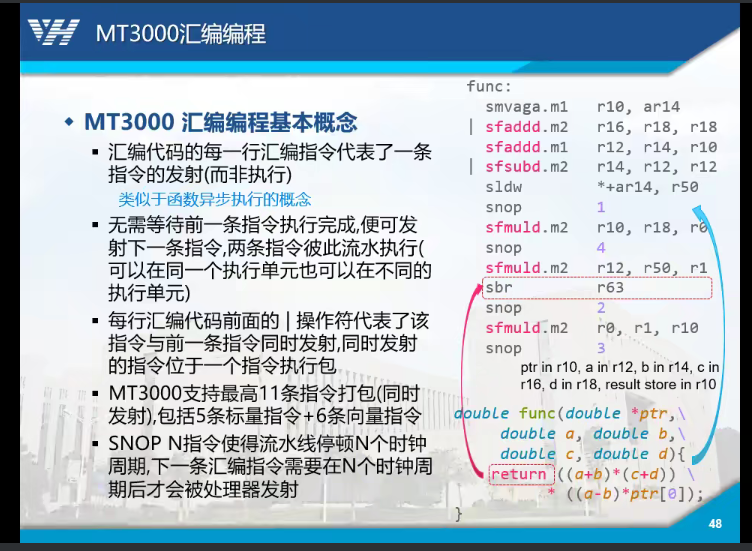 MT3000汇编编程
MT3000 汇编编程基本概念
汇编代码的每一行汇编指令代表了一条
指令的发射(而非执行)
类似于函数异步执行的概念
无需等待前一条指令执行完成,便可发
射下一条指令,两条指令彼此流水执行(
可以在同一个执行单元也可以在不同的
执行单元)
每行汇编代码前面的 | 操作符代表了该
指令与前一条指令同时发射,同时发射
的指令位于一个指令执行包
MT3000支持最高11条指令打包(同时
发射),包括5条标量指令+6条向量指令
SNOP N指令使得流水线停顿N个时钟
周期,下一条汇编指令需要在N个时钟周
期后才会被处理器发射
func:
smvaga.m1 r10, ar14
| sfaddd.m2 r16, r18, r18
sfaddd.m1 r12, r14, r10
| sfsubd.m2 r14, r12, r12
sldw *+ar14, r50
snop 1
sfmuld.m2 r10, r18, r0
snop 4
sfmuld.m2 r12, r50, r1
sbr r63
snop 2
sfmuld.m2 r0, r1, r10
snop 3
ptr in r10, a in r12, b in r14, c in
r16, d in r18, result store in r10
double func(double *ptr,\
double a, double b,\
double c, double d){
return ((a+b)*(c+d)) \
* ((a-b)*ptr[0]);
}
48